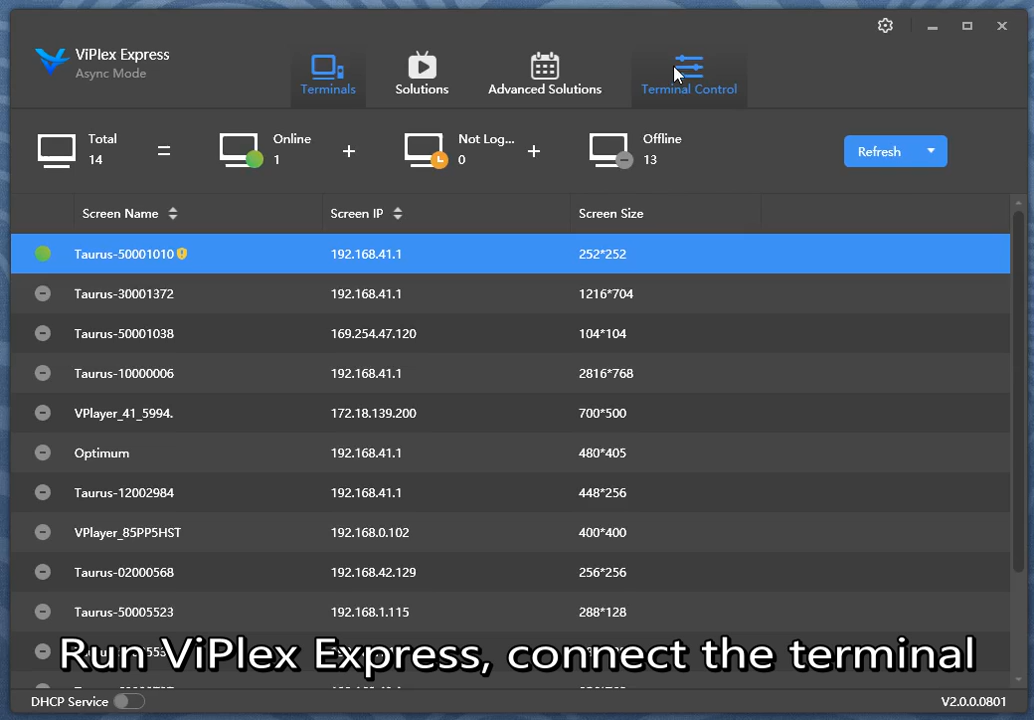 ViPlex Express
Async Mode
Terminals
Solutions
Advanced Solutions
Terminal Control
Total
14
=
Online
1
+
Not Log...
0
+
Offline
13
Refresh
Screen Name
Screen IP
Screen Size
Taurus-50001010 192.168.41.1 252*252
Taurus-30001372 192.168.41.1 1216*704
Taurus-50001038 169.254.47.120 104*104
Taurus-10000006 192.168.41.1 2816*768
VPlayer_41_5994. 172.18.139.200 700*500
Optimum 192.168.41.1 480*405
Taurus-12002984 192.168.41.1 448*256
VPlayer_85PP5HST 192.168.0.102 400*400
Taurus-02000568 192.168.42.129 256*256
Taurus-50005523 192.168.1.115 288*128
Run ViPlex Express, connect the terminal
DHCP Service
V2.0.0.0801